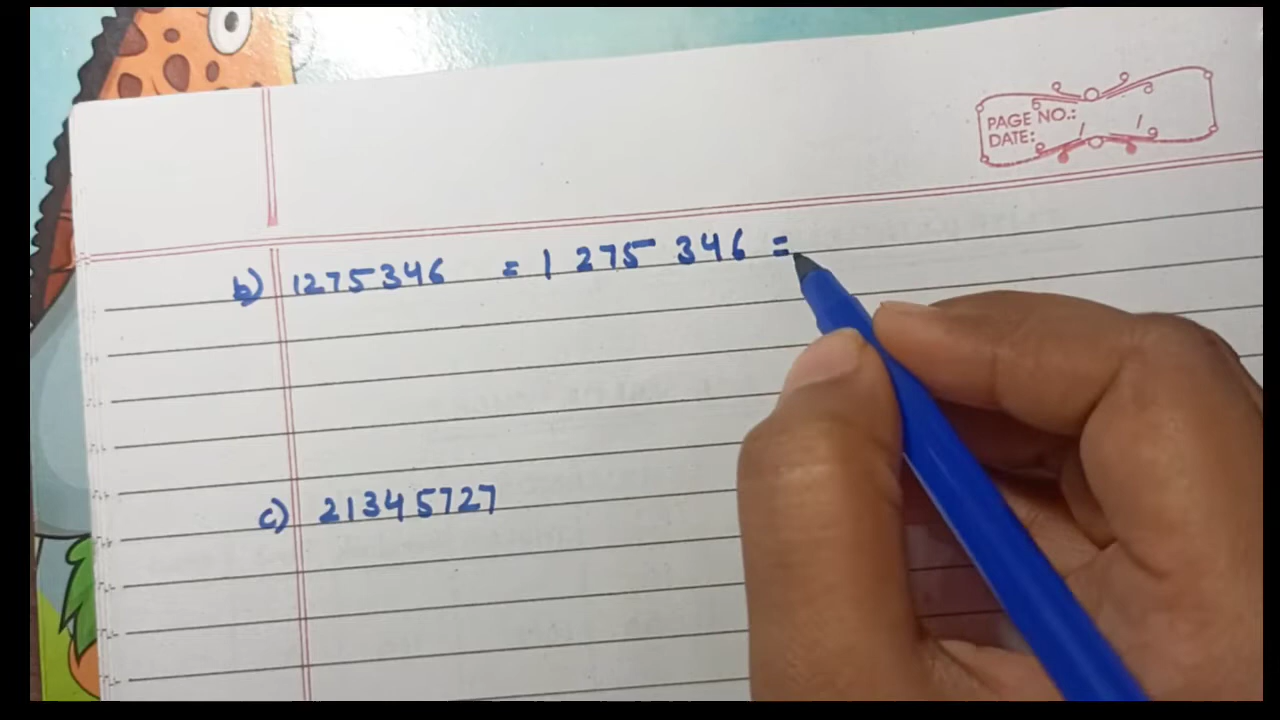 PAGE NO.:
DATE: / /
b) 1275346 = 1 275 346 =
c) 21345727